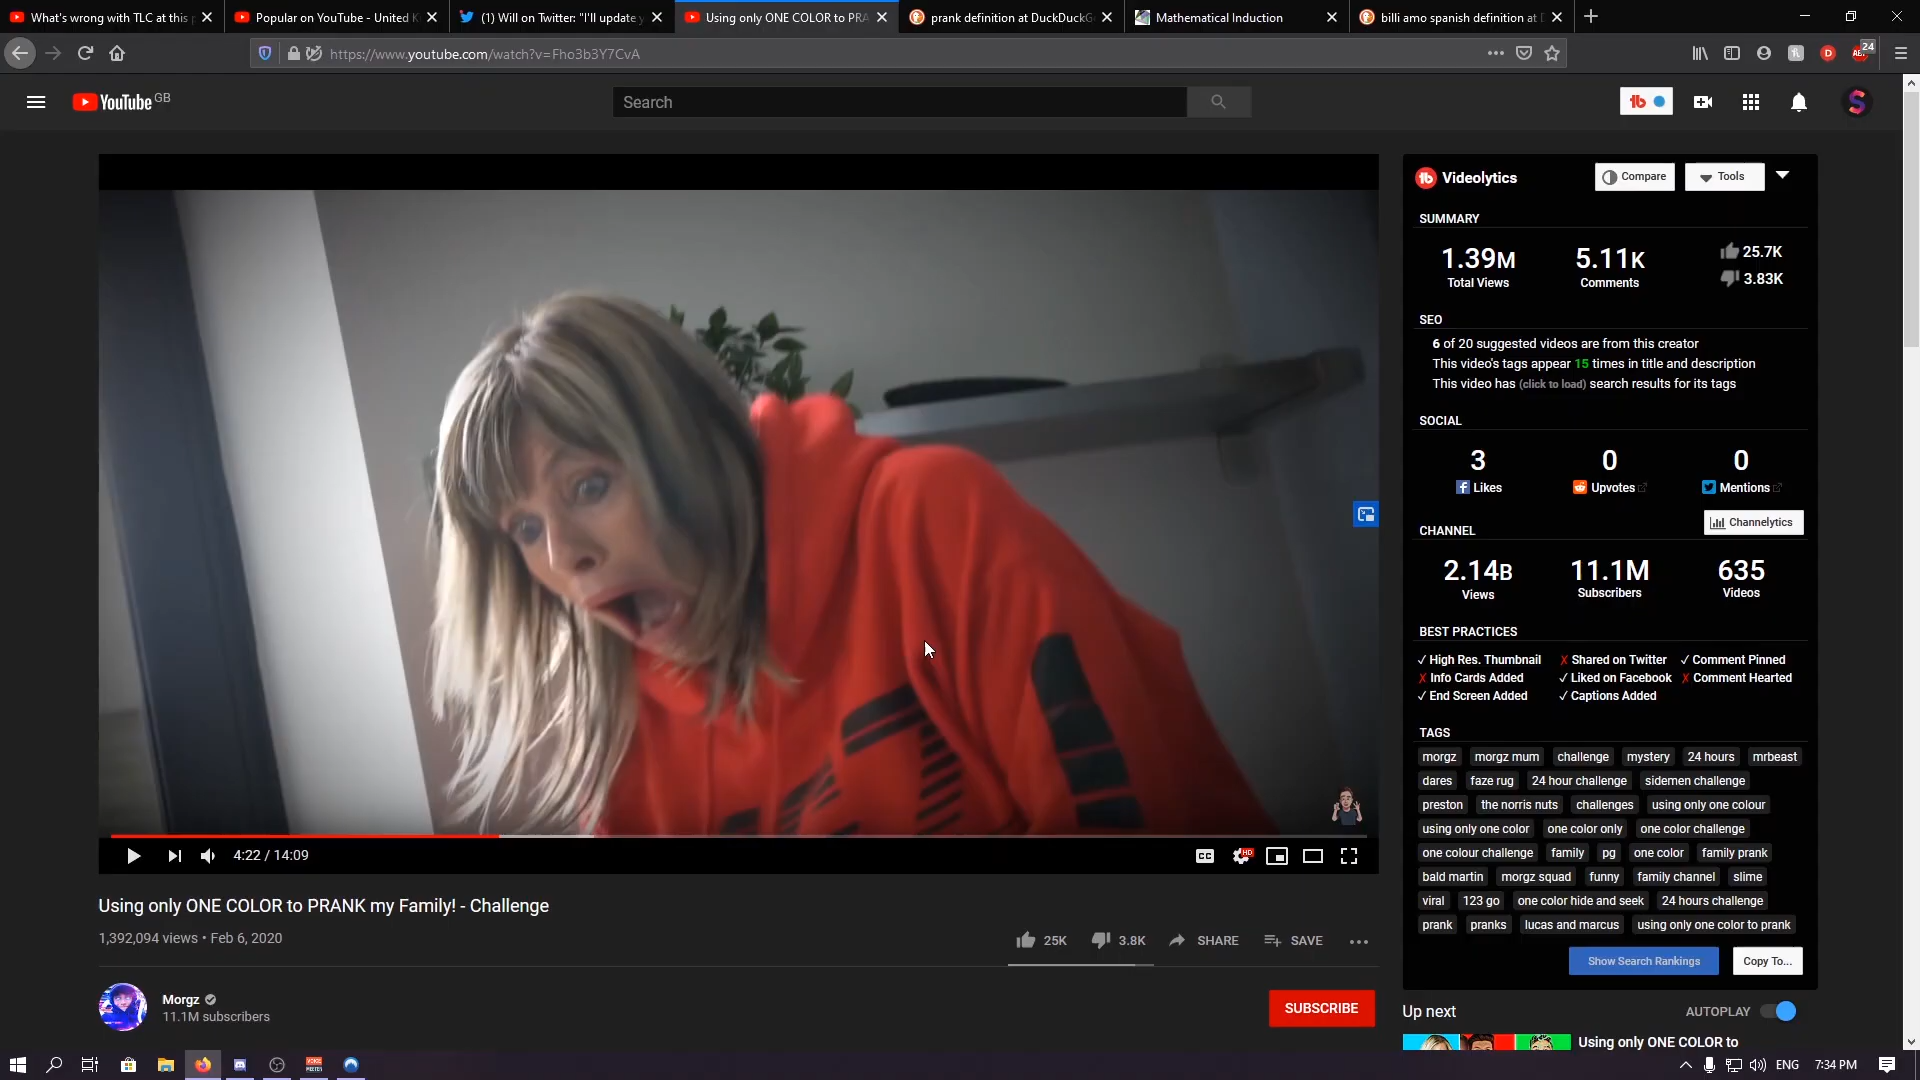 What's wrong with TLC at this p
Popular on YouTube - United K
(1) Will on Twitter: "I'll update y
Using only ONE COLOR to PRA
prank definition at DuckDuckG
Mathematical Induction
billi amo spanish definition at D
https://www.youtube.com/watch?v=Fho3b3Y7CvA
24
YouTube GB
Search
Videolytics
Compare
Tools
SUMMARY
1.39M
Total Views
5.11K
Comments
25.7K
3.83K
SEO
6 of 20 suggested videos are from this creator
This video's tags appear 15 times in title and description
This video has (click to load) search results for its tags
SOCIAL
3
Likes
0
Upvotes
0
Mentions
Channelytics
CHANNEL
2.14B
Views
11.1M
Subscribers
635
Videos
BEST PRACTICES
✓ High Res. Thumbnail
✗ Shared on Twitter
✓ Comment Pinned
✗ Info Cards Added
✓ Liked on Facebook
✗ Comment Hearted
✓ End Screen Added
✓ Captions Added
TAGS
morgz morgz mum challenge mystery 24 hours mrbeast
dares faze rug 24 hour challenge sidemen challenge
preston the norris nuts challenges using only one colour
using only one color one color only one color challenge
one colour challenge family pg one color family prank
bald martin morgz squad funny family channel slime
viral 123 go one color hide and seek 24 hours challenge
prank pranks lucas and marcus using only one color to prank
Show Search Rankings
Copy To...
4:22 / 14:09
CC
HD
Using only ONE COLOR to PRANK my Family! - Challenge
1,392,094 views • Feb 6, 2020
25K
3.8K
SHARE
SAVE
Morgz
11.1M subscribers
SUBSCRIBE
Up next
AUTOPLAY
Using only ONE COLOR to
ENG
7:34 PM